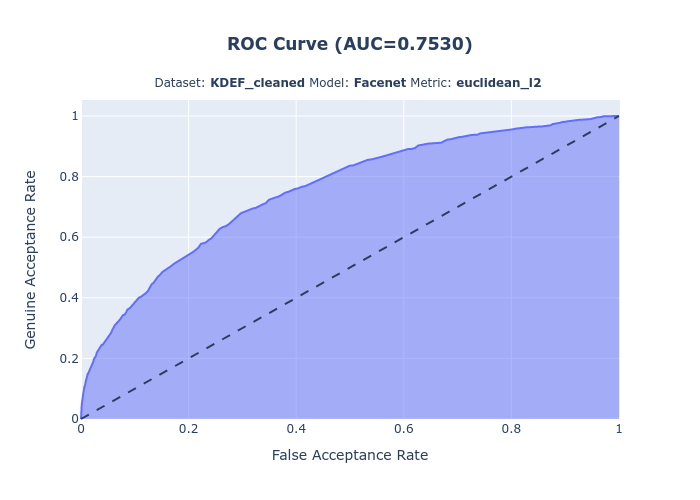 ROC Curve (AUC=0.7530)
Dataset: KDEF_cleaned Model: Facenet Metric: euclidean_l2
Genuine Acceptance Rate
1
0.8
0.6
0.4
0.2
0
0 0.2 0.4 0.6 0.8 1
False Acceptance Rate